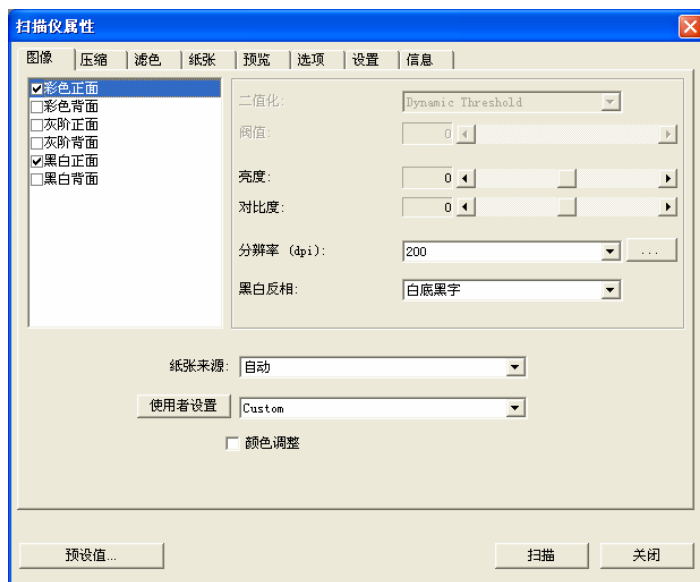 扫描仪属性
图像 压缩 滤色 纸张 预览 选项 设置 信息
彩色正面
彩色背面
灰阶正面
灰阶背面
黑白正面
黑白背面
二值化: Dynamic Threshold
阀值: 0
亮度: 0
对比度: 0
分辨率 (dpi): 200 ...
黑白反相: 白底黑字
纸张来源: 自动
使用者设置 Custom
颜色调整
预设值... 扫描 关闭